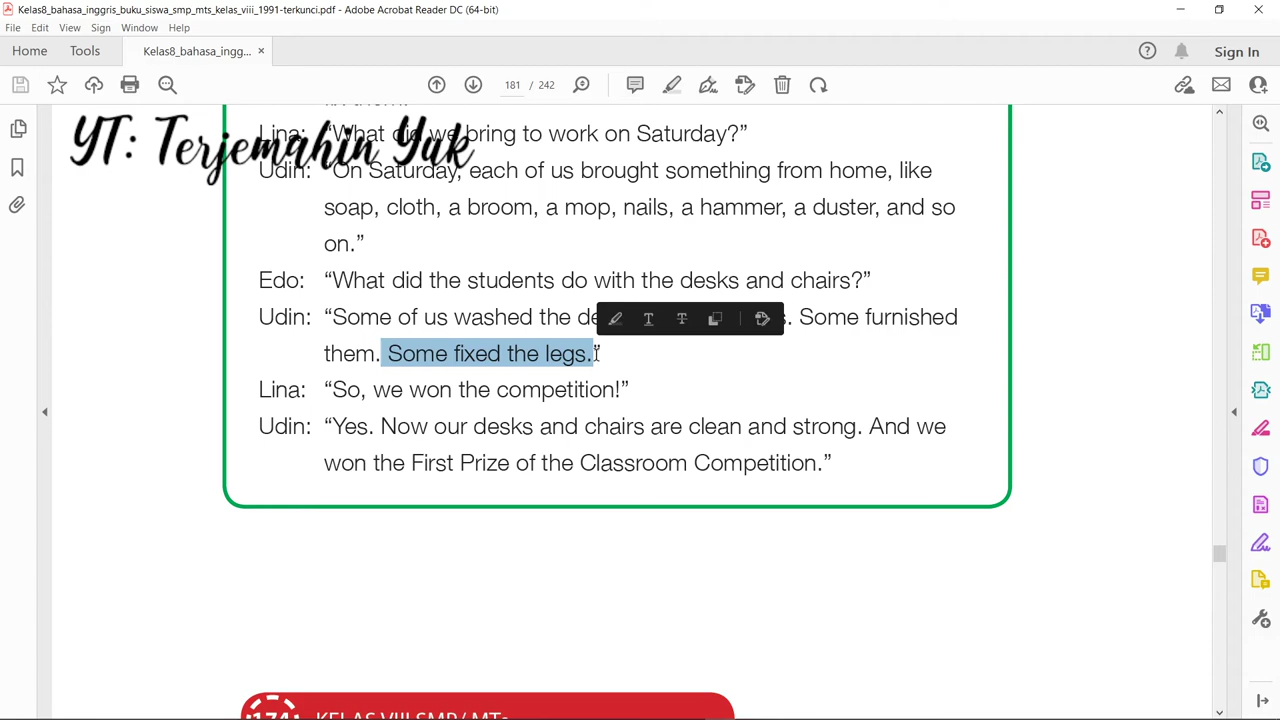 Kelas8_bahasa_inggris_buku_siswa_smp_mts_kelas_viii_1991-terkunci.pdf - Adobe Acrobat Reader DC (64-bit)
File Edit View Sign Window Help
Home Tools Kelas8_bahasa_ingg... × Sign In
181 / 242
YT: Terjemahin Yuk
Lina: “What did we bring to work on Saturday?”
Udin: “On Saturday, each of us brought something from home, like
soap, cloth, a broom, a mop, nails, a hammer, a duster, and so
on.”
Edo: “What did the students do with the desks and chairs?”
Udin: “Some of us washed the de s. Some furnished
them. Some fixed the legs.”
Lina: “So, we won the competition!”
Udin: “Yes. Now our desks and chairs are clean and strong. And we
won the First Prize of the Classroom Competition.”
174 KELAS VIII SMP/ MTs